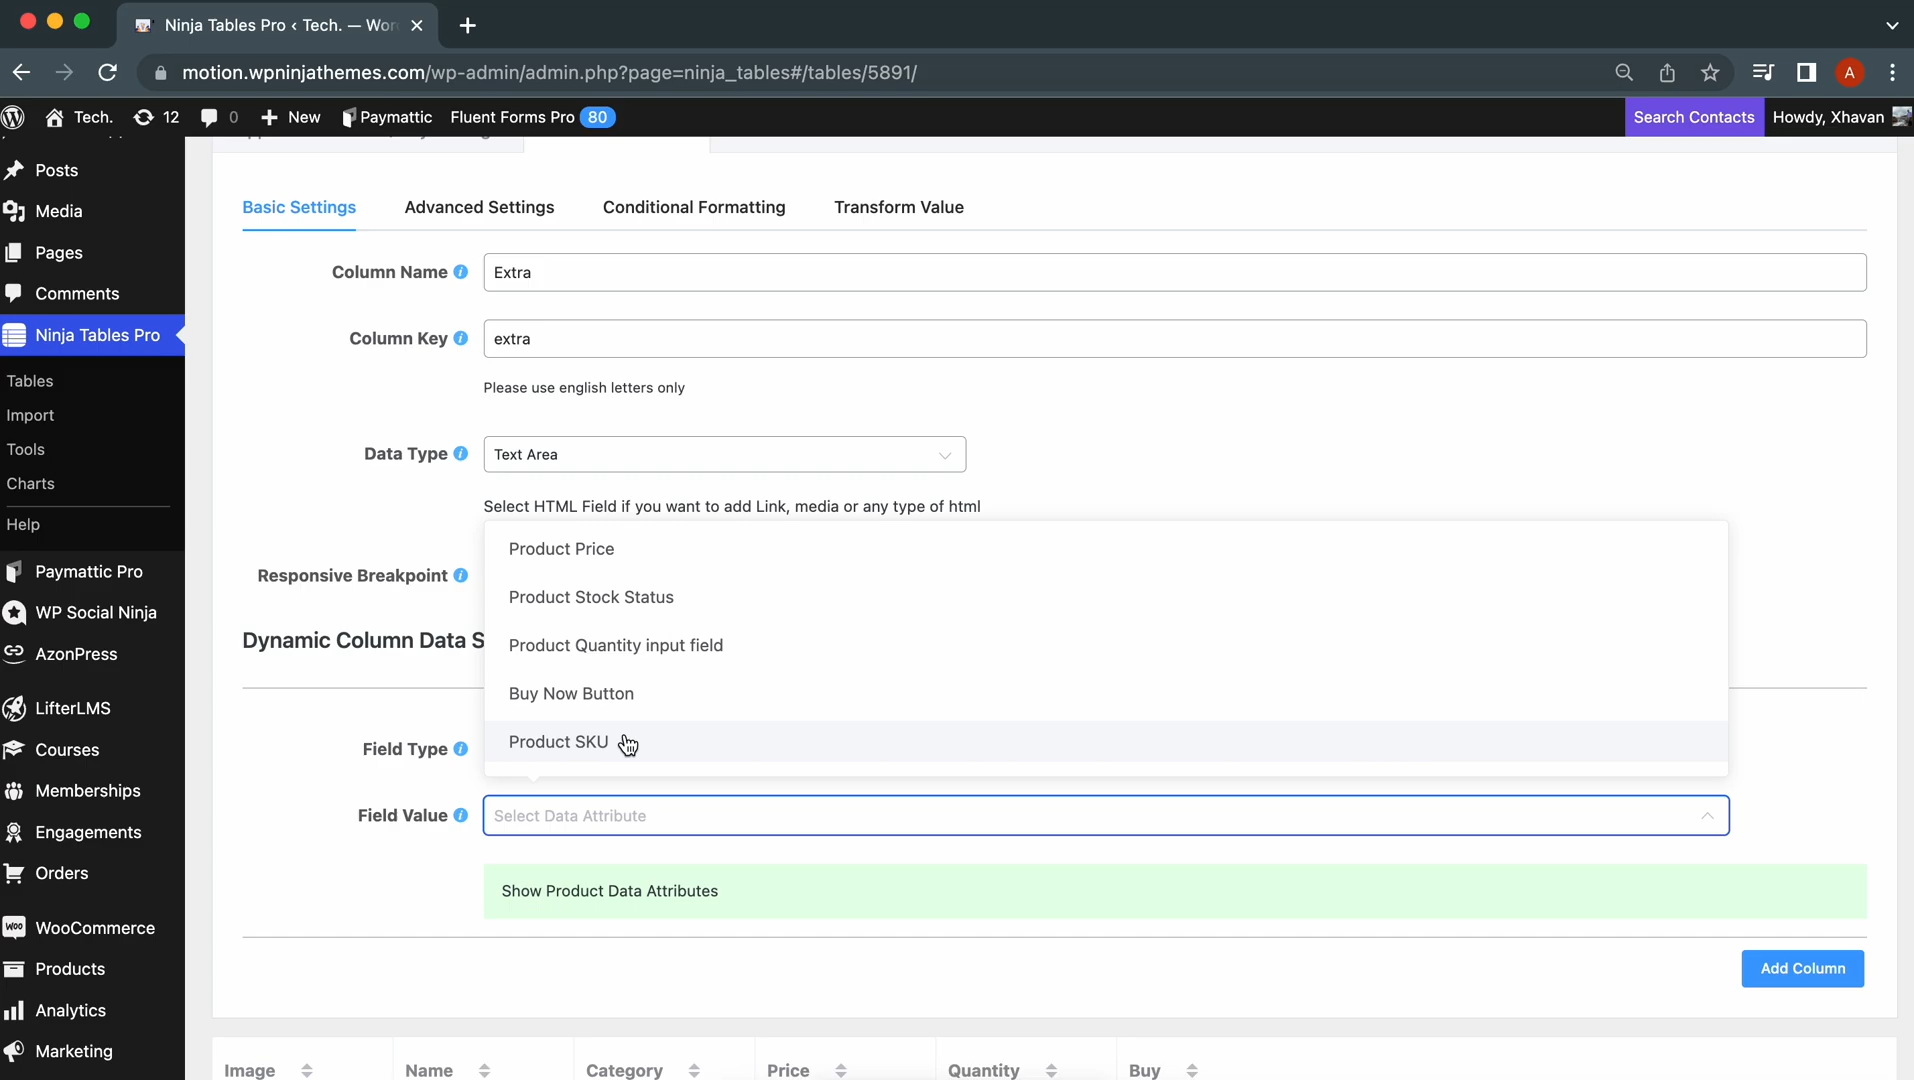 Ninja Tables Pro ‹ Tech. — Wor
motion.wpninjathemes.com/wp-admin/admin.php?page=ninja_tables#/tables/5891/
A
Tech. 12 0 New Paymattic Fluent Forms Pro 80 Search Contacts Howdy, Xhavan
Posts
Media
Pages
Comments
Ninja Tables Pro
Tables
Import
Tools
Charts
Help
Paymattic Pro
WP Social Ninja
AzonPress
LifterLMS
Courses
Memberships
Engagements
Orders
WooCommerce
Products
Analytics
Marketing
Basic Settings Advanced Settings Conditional Formatting Transform Value
Column Name Extra
Column Key extra
Please use english letters only
Data Type Text Area
Select HTML Field if you want to add Link, media or any type of html
Product Price
Responsive Breakpoint
Product Stock Status
Dynamic Column Data S
Product Quantity input field
Buy Now Button
Field Type
Product SKU
Field Value Select Data Attribute
Show Product Data Attributes
Add Column
Image Name Category Price Quantity Buy